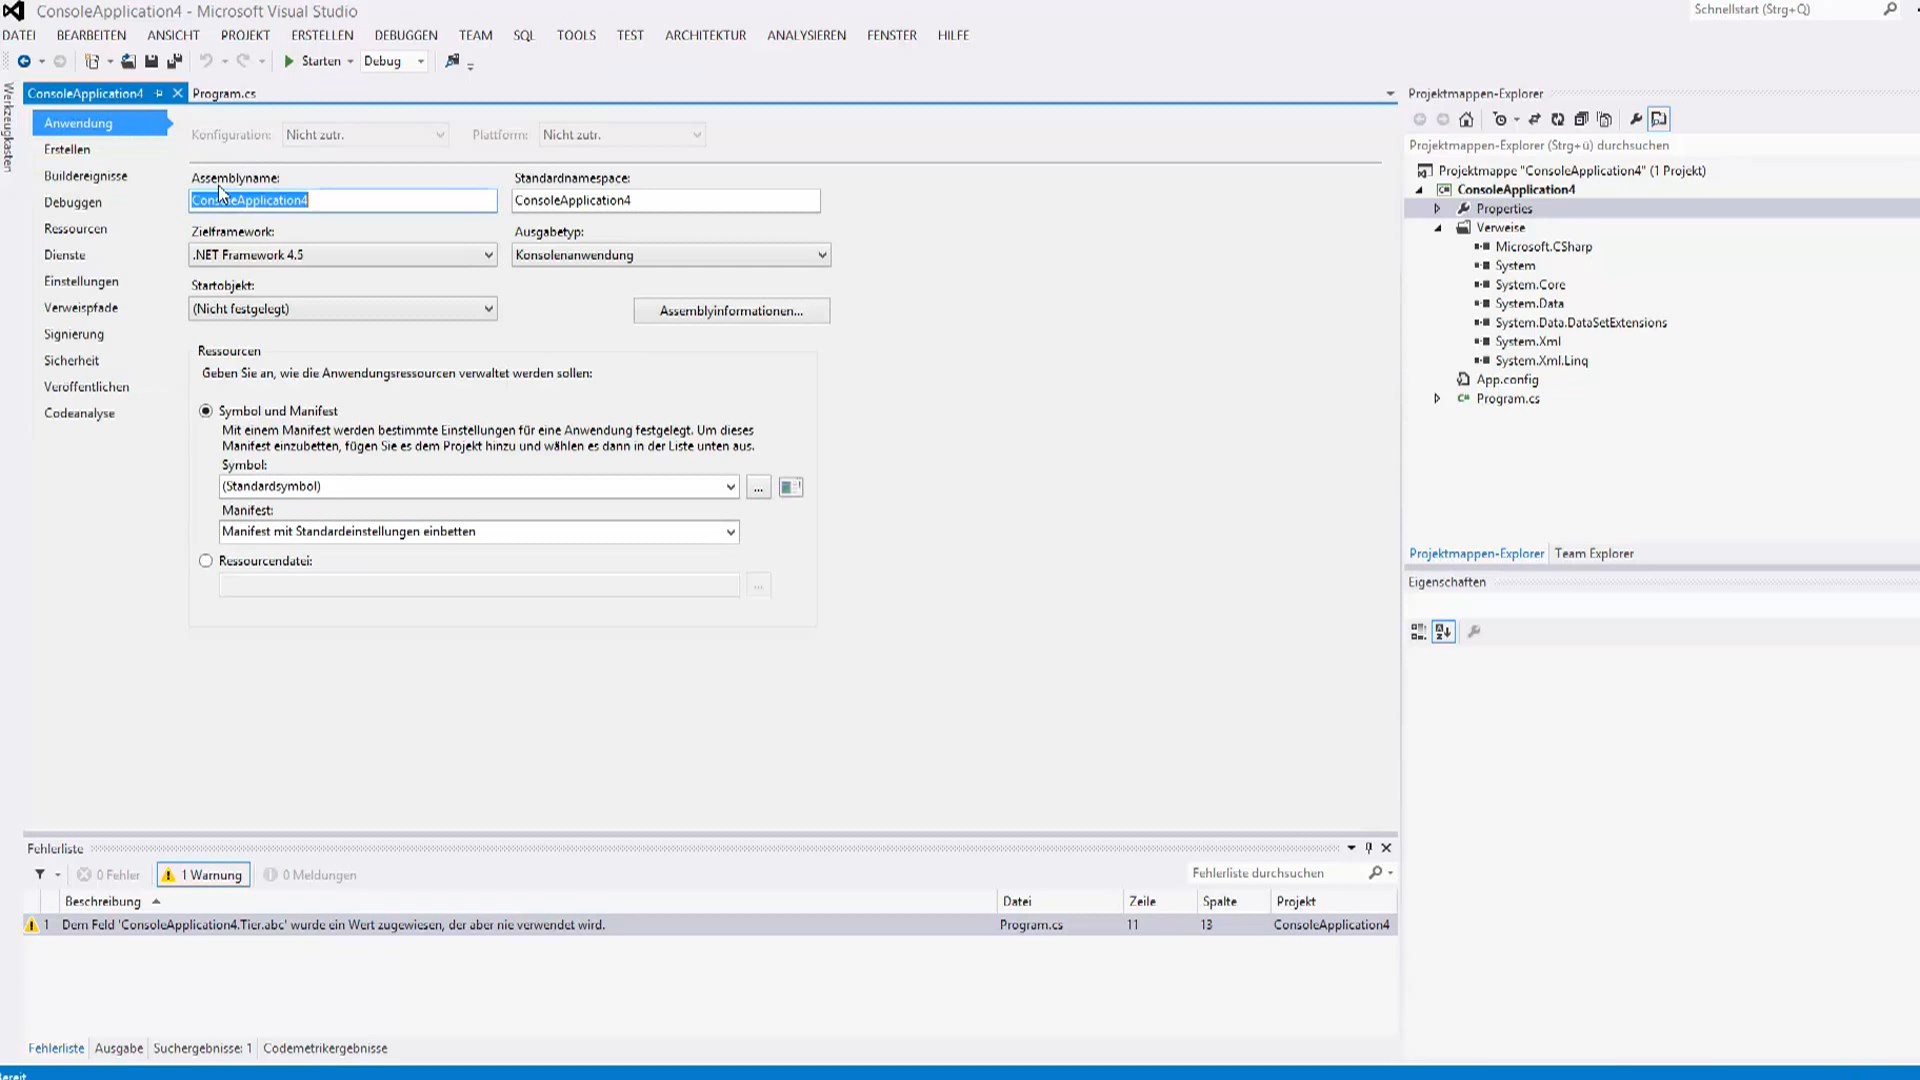 ConsoleApplication4 - Microsoft Visual Studio
Schnellstart (Strg+Q)
DATEI BEARBEITEN ANSICHT PROJEKT ERSTELLEN DEBUGGEN TEAM SQL TOOLS TEST ARCHITEKTUR ANALYSIEREN FENSTER HILFE
Starten Debug
Werkzeugkasten
ConsoleApplication4 Program.cs
Anwendung
Erstellen
Buildereignisse
Debuggen
Ressourcen
Dienste
Einstellungen
Verweispfade
Signierung
Sicherheit
Veröffentlichen
Codeanalyse
Konfiguration: Nicht zutr. Plattform: Nicht zutr.
Assemblyname: Standardnamespace:
ConsoleApplication4 ConsoleApplication4
Zielframework: Ausgabetyp:
.NET Framework 4.5 Konsolenanwendung
Startobjekt:
(Nicht festgelegt) Assemblyinformationen...
Ressourcen
Geben Sie an, wie die Anwendungsressourcen verwaltet werden sollen:
Symbol und Manifest
Mit einem Manifest werden bestimmte Einstellungen für eine Anwendung festgelegt. Um dieses
Manifest einzubetten, fügen Sie es dem Projekt hinzu und wählen es dann in der Liste unten aus.
Symbol:
(Standardsymbol) ...
Manifest:
Manifest mit Standardeinstellungen einbetten
Ressourcendatei:
...
Projektmappen-Explorer
Projektmappen-Explorer (Strg+ü) durchsuchen
Projektmappe "ConsoleApplication4" (1 Projekt)
ConsoleApplication4
Properties
Verweise
Microsoft.CSharp
System
System.Core
System.Data
System.Data.DataSetExtensions
System.Xml
System.Xml.Linq
App.config
C# Program.cs
Projektmappen-Explorer Team Explorer
Eigenschaften
Fehlerliste
0 Fehler 1 Warnung 0 Meldungen Fehlerliste durchsuchen
Beschreibung Datei Zeile Spalte Projekt
1 Dem Feld 'ConsoleApplication4.Tier.abc' wurde ein Wert zugewiesen, der aber nie verwendet wird. Program.cs 11 13 ConsoleApplication4
Fehlerliste Ausgabe Suchergebnisse: 1 Codemetrikergebnisse